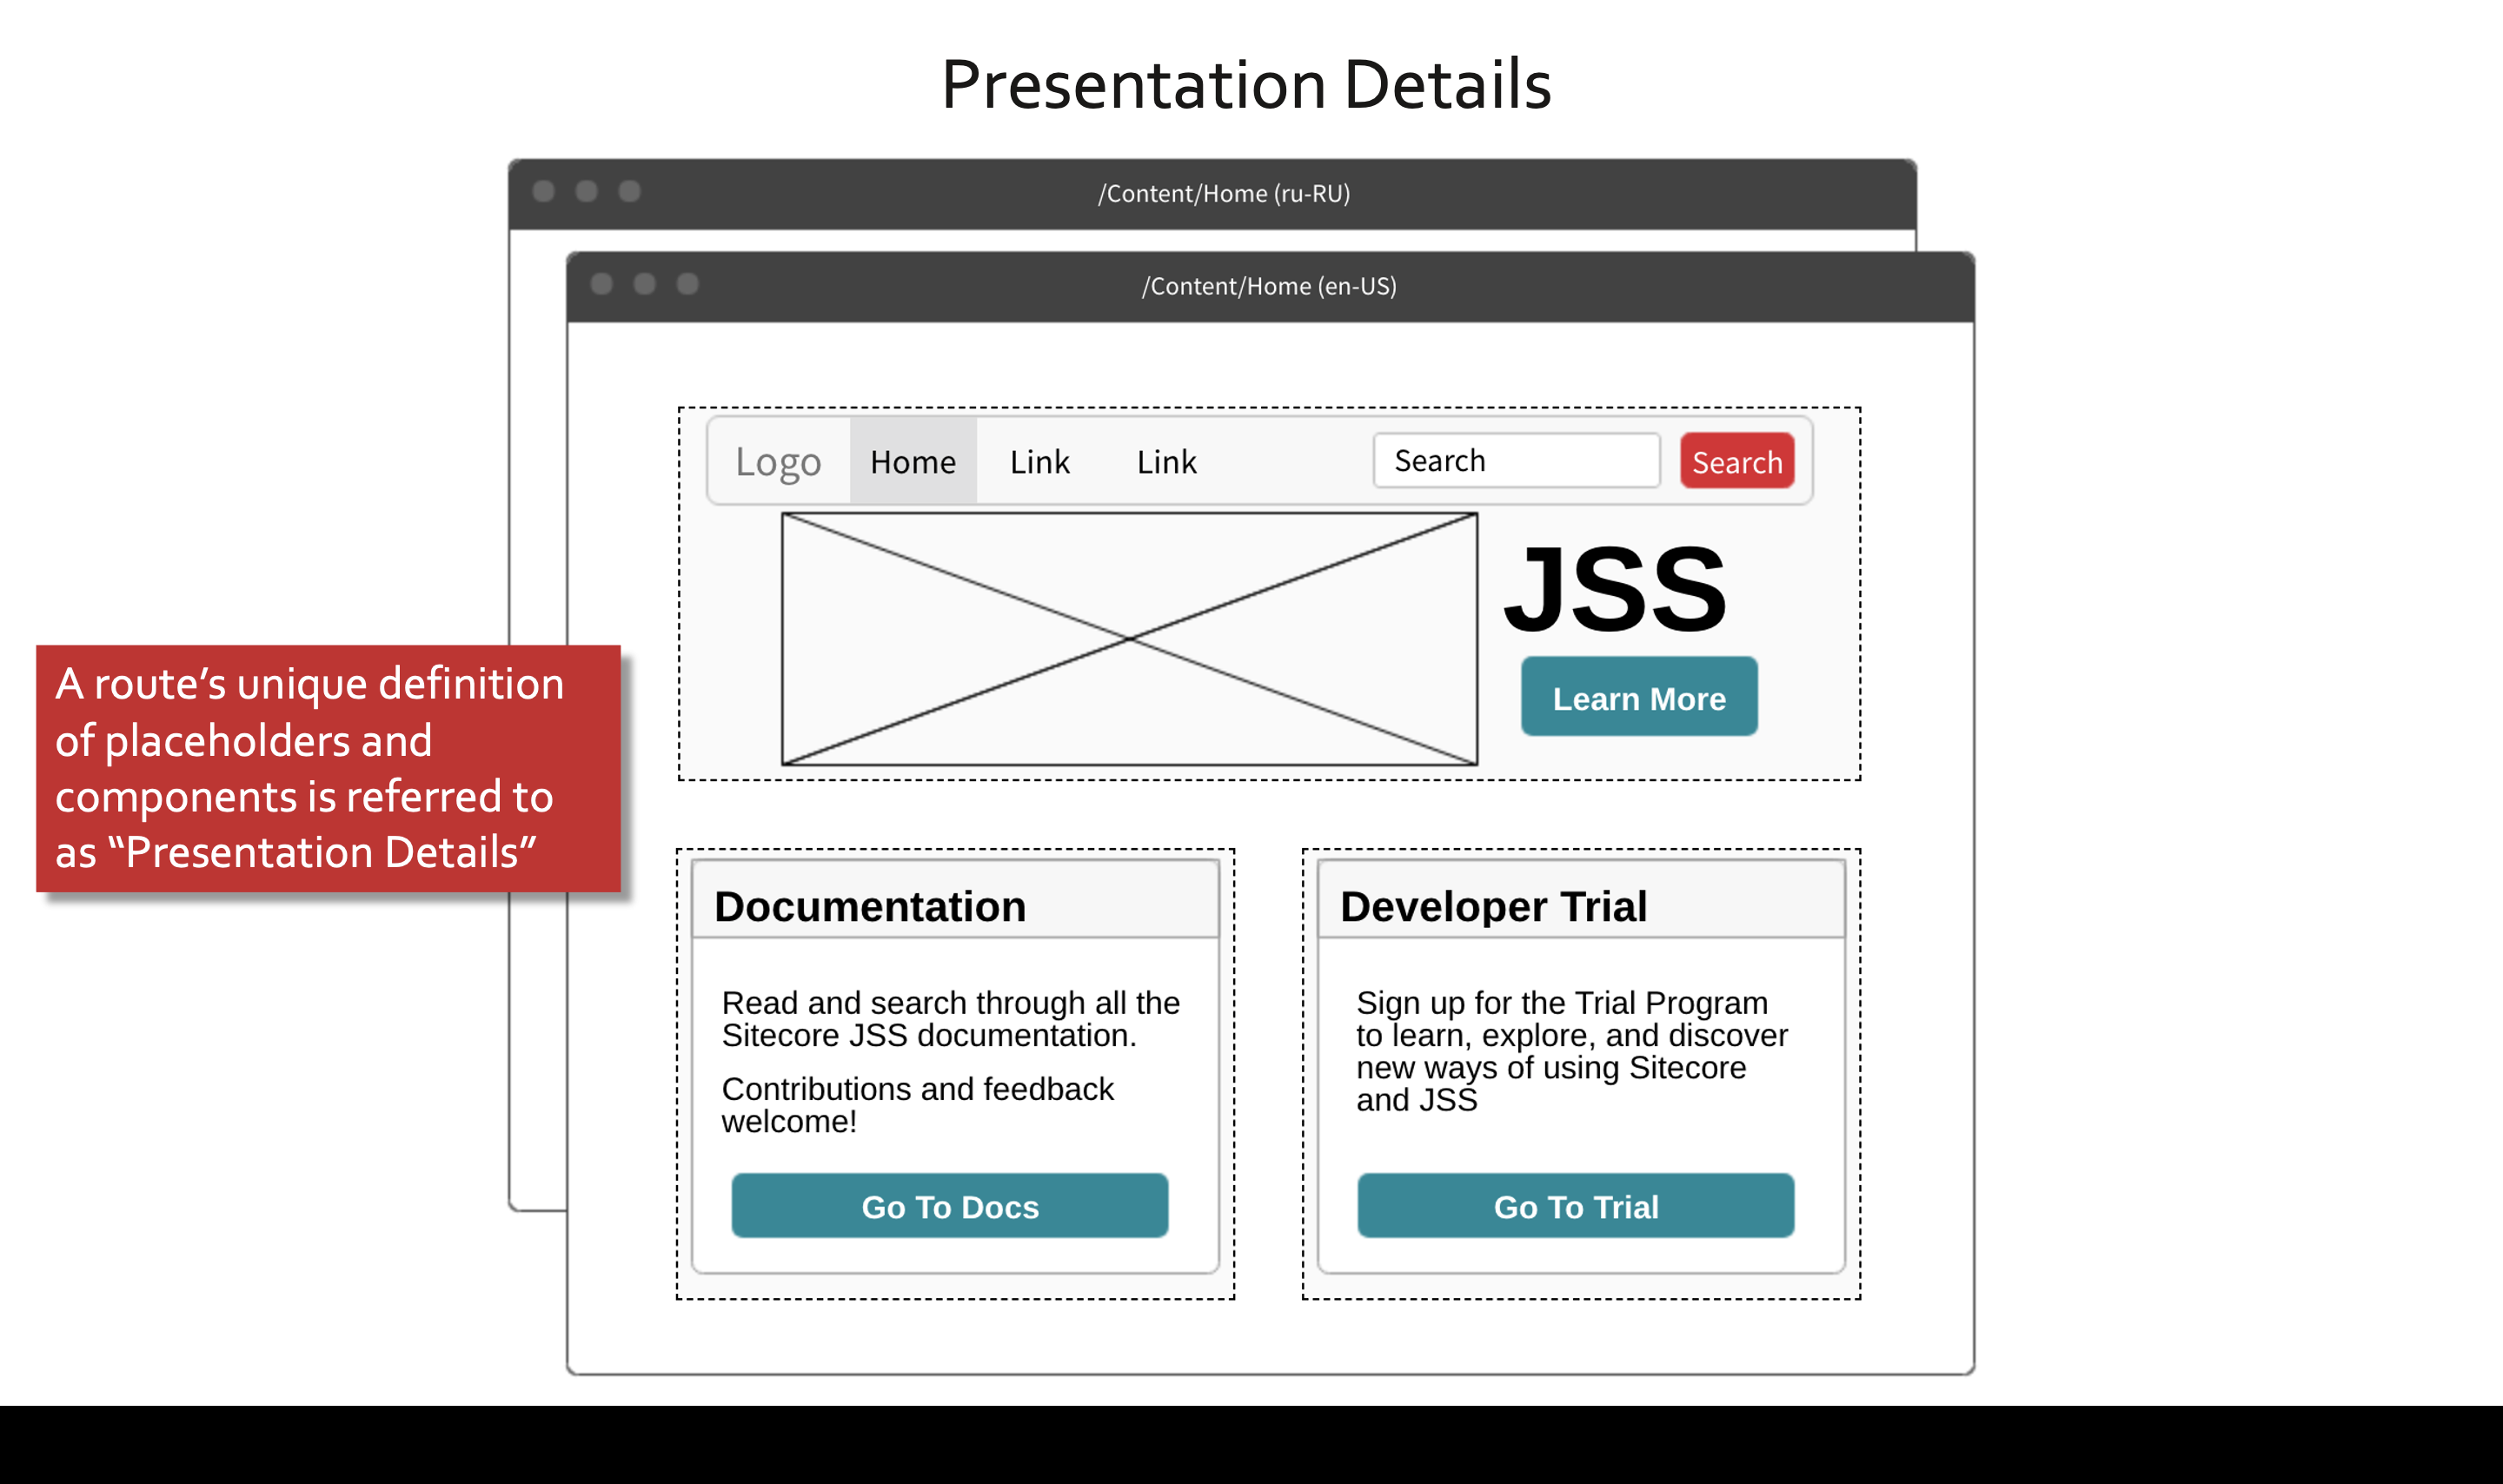 Presentation Details
/Content/Home (ru-RU)
/Content/Home (en-US)
Logo Home Link Link Search Search
JSS
Learn More
A route’s unique definition
of placeholders and
components is referred to
as “Presentation Details”
Documentation
Read and search through all the
Sitecore JSS documentation.
Contributions and feedback
welcome!
Go To Docs
Developer Trial
Sign up for the Trial Program
to learn, explore, and discover
new ways of using Sitecore
and JSS
Go To Trial